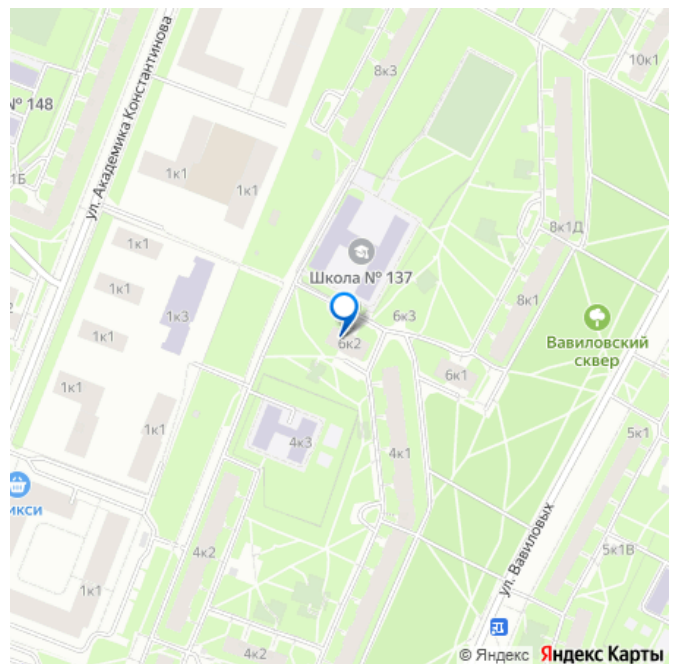 10к1
8к3
ул. Академика Константинова
№ 148
1к1
1Б
1к1
8к1Д
1к1
Школа № 137
1к1
8к1
6к3
1к3
Вавиловский
сквер
1к1
6к2
6к1
1к1
1к1
4к3
4к1
5к1
икси
ул. Вавиловых
4к2
5к1В
1к1
4к2
© Яндекс Яндекс Карты